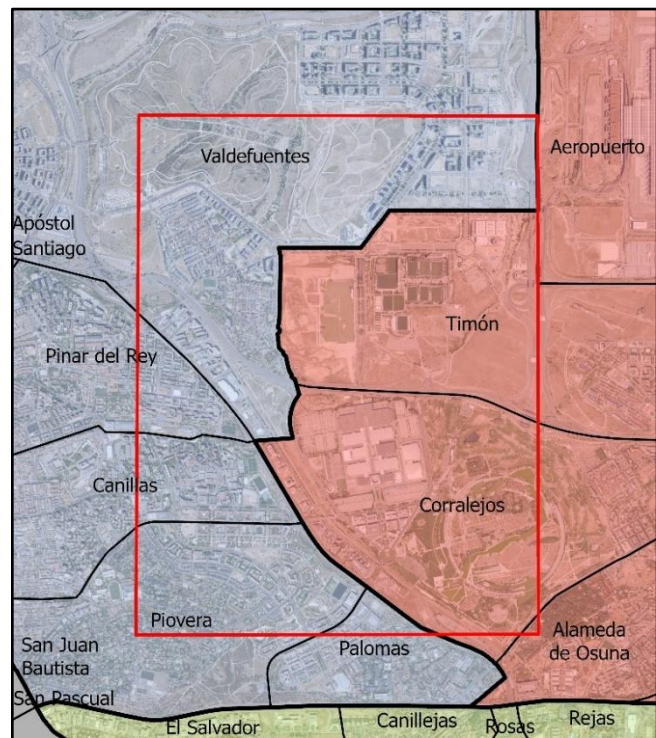 Valdefuentes
Aeropuerto
Apóstol
Santiago
Timón
Pinar del Rey
Canillas
Corralejos
Piovera
San Juan
Bautista
Palomas
Alameda
de Osuna
San Pascual
El Salvador
Canillejas
Rosas
Rejas